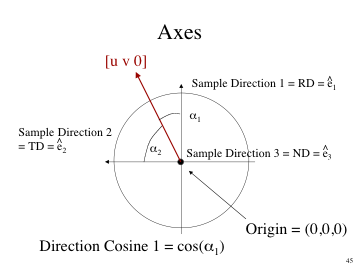 Axes
[u v 0]
Sample Direction 1 = RD = ê₁
α₁
Sample Direction 2
= TD = ê₂
α₂
Sample Direction 3 = ND = ê₃
Origin = (0,0,0)
Direction Cosine 1 = cos(α₁)
45